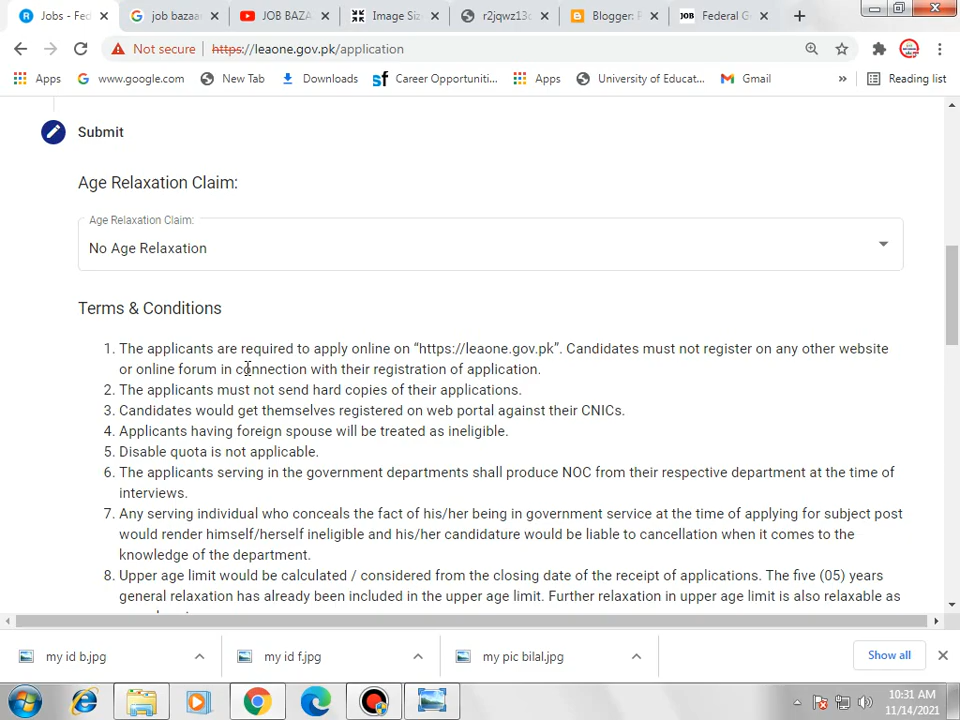 Jobs - Fed
job bazaa
JOB BAZA
Image Siz
r2jqwz13c
Blogger: P
JOB
Federal G
Not secure
https://leaone.gov.pk/application
Apps
www.google.com
New Tab
Downloads
Career Opportuniti...
Apps
University of Educat...
Gmail
»
Reading list
Submit
Age Relaxation Claim:
Age Relaxation Claim:
No Age Relaxation
Terms & Conditions
1. The applicants are required to apply online on “https://leaone.gov.pk”. Candidates must not register on any other website
or online forum in connection with their registration of application.
2. The applicants must not send hard copies of their applications.
3. Candidates would get themselves registered on web portal against their CNICs.
4. Applicants having foreign spouse will be treated as ineligible.
5. Disable quota is not applicable.
6. The applicants serving in the government departments shall produce NOC from their respective department at the time of
interviews.
7. Any serving individual who conceals the fact of his/her being in government service at the time of applying for subject post
would render himself/herself ineligible and his/her candidature would be liable to cancellation when it comes to the
knowledge of the department.
8. Upper age limit would be calculated / considered from the closing date of the receipt of applications. The five (05) years
general relaxation has already been included in the upper age limit. Further relaxation in upper age limit is also relaxable as
my id b.jpg
my id f.jpg
my pic bilal.jpg
Show all
10:31 AM
11/14/2021